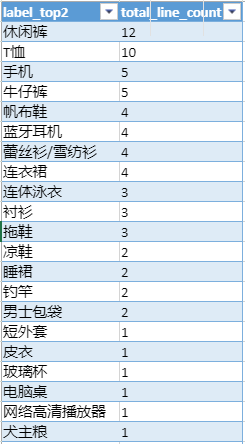 label_top2 total_line_count
休闲裤 12
T恤 10
手机 5
牛仔裤 5
帆布鞋 4
蓝牙耳机 4
蕾丝衫/雪纺衫 4
连衣裙 4
连体泳衣 3
衬衫 3
拖鞋 3
凉鞋 2
睡裙 2
钓竿 2
男士包袋 2
短外套 1
皮衣 1
玻璃杯 1
电脑桌 1
网络高清播放器 1
犬主粮 1